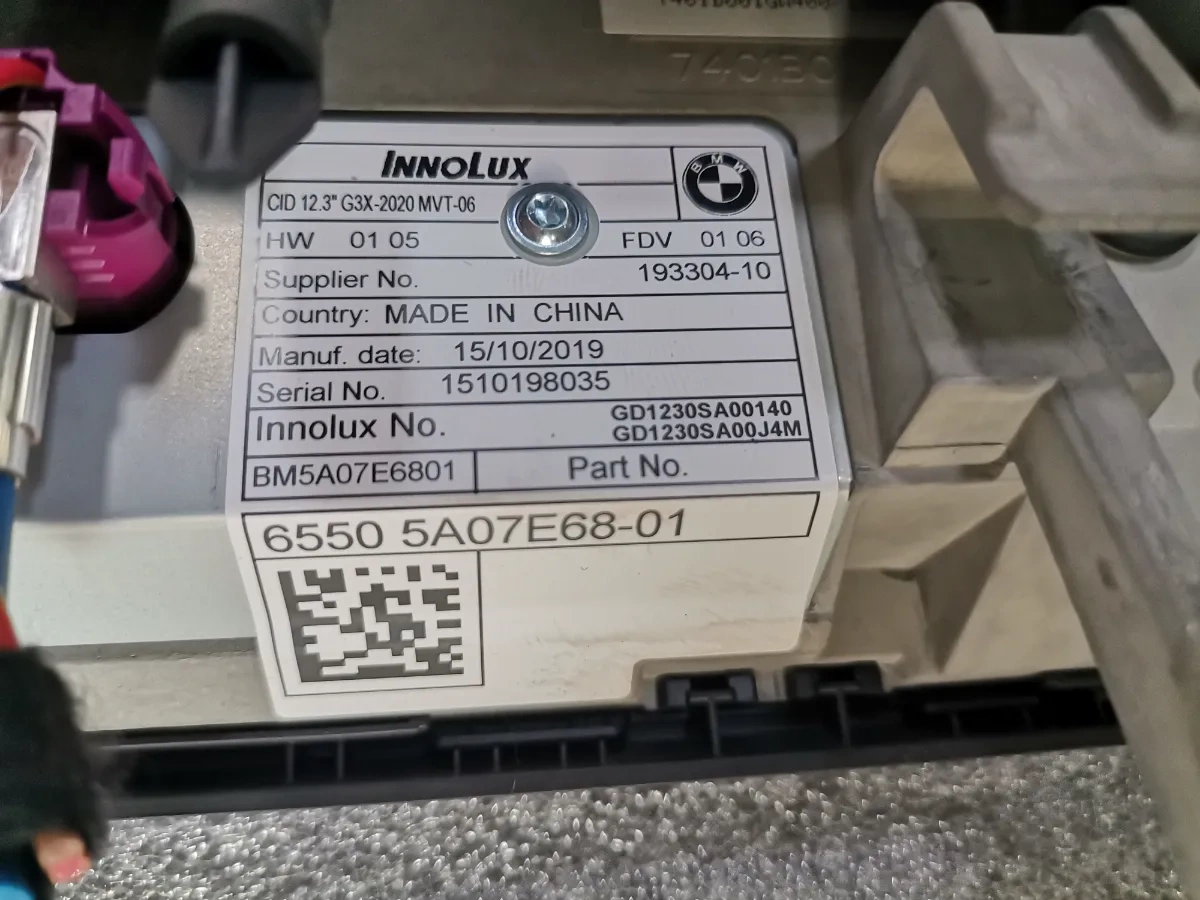 740130
INNOLUX
BMW
CID 12.3" G3X-2020 MVT-06
HW 01 05 FDV 01 06
Supplier No. 193304-10
Country: MADE IN CHINA
Manuf. date: 15/10/2019
Serial No. 1510198035
Innolux No. GD1230SA00140
GD1230SA00J4M
BM5A07E6801 Part No.
6550 5A07E68-01